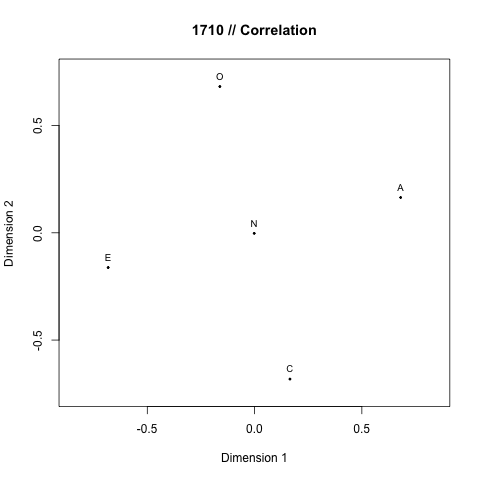 1710 // Correlation
O
0.5
A
N
0.0
Dimension 2
E
-0.5
C
-0.5
0.0
0.5
Dimension 1